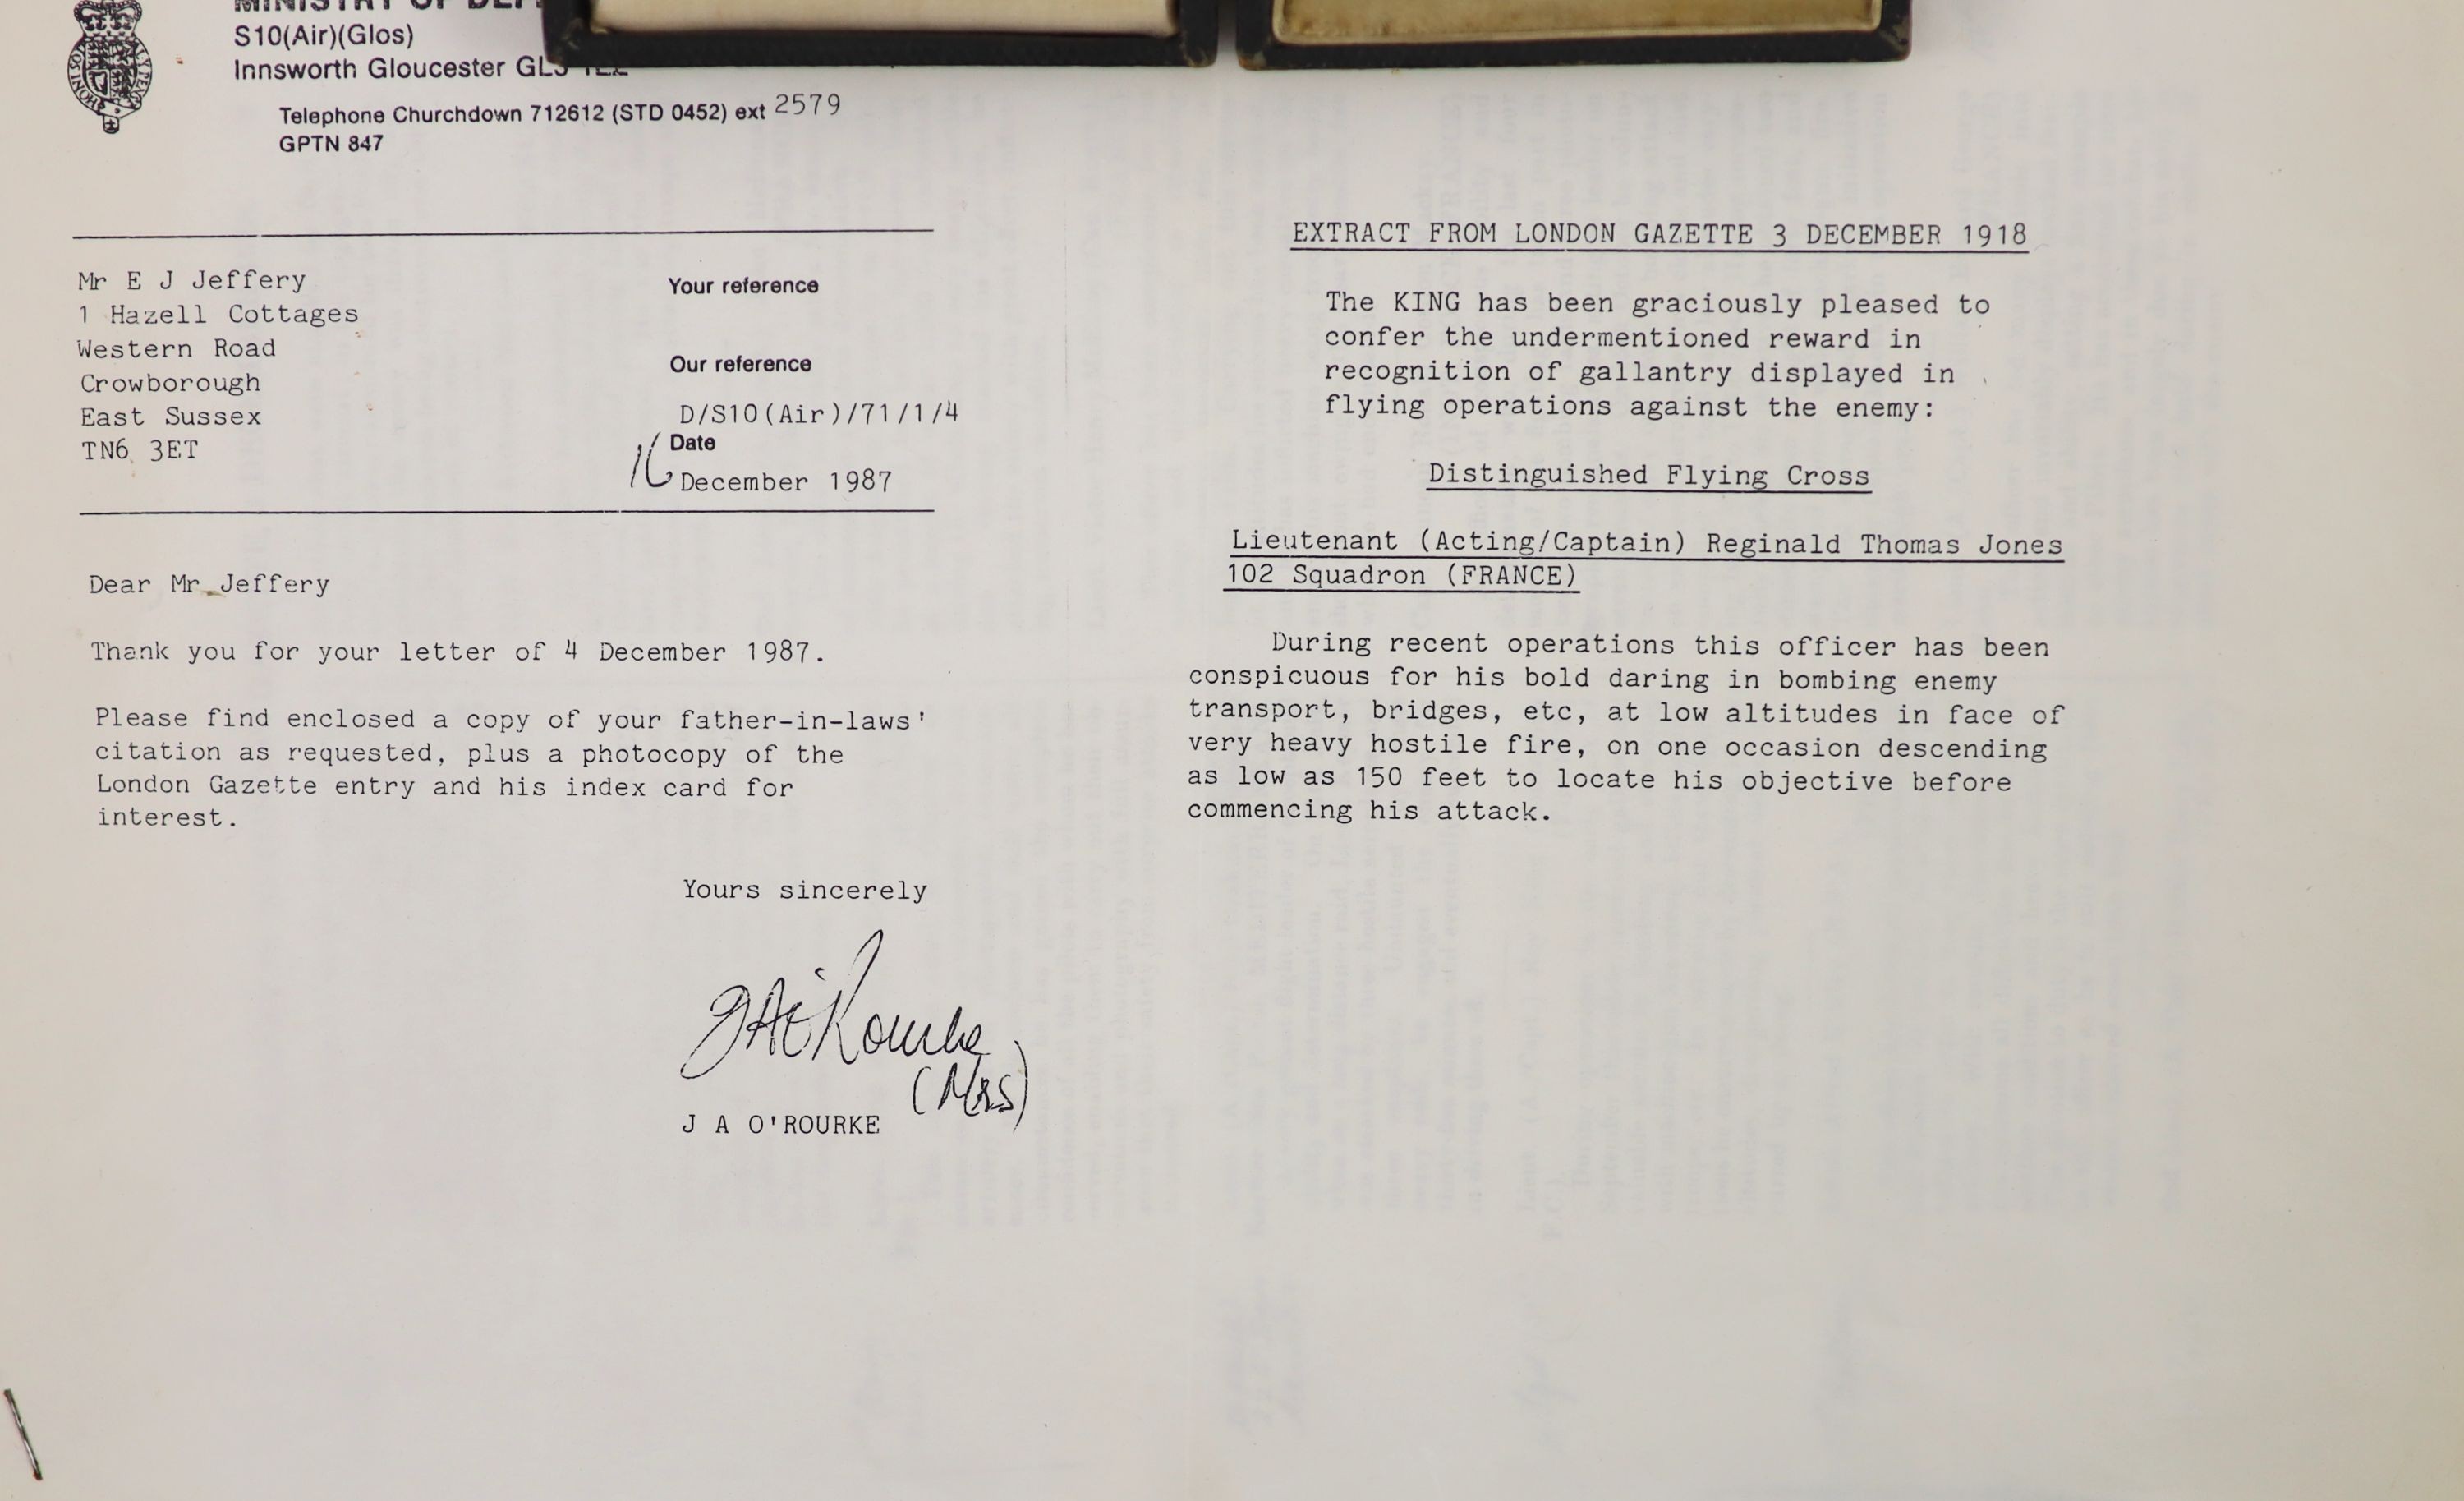 MINISTRY OF
S10(Air)(Glos)
Innsworth Gloucester
Telephone Churchdown 712612 (STD 0452) ext 2579
GPTN 847
Mr E J Jeffery
1 Hazell Cottages
Western Road
Crowborough
East Sussex
TN6 3ET
Your reference
Our reference
D/S10(Air)/71/1/4
Date
16 December 1987
Dear Mr Jeffery
Thank you for your letter of 4 December 1987.
Please find enclosed a copy of your father-in-laws'
citation as requested, plus a photocopy of the
London Gazette entry and his index card for
interest.
Yours sincerely
J A O'Rourke
(Mrs)
J A O'ROURKE
EXTRACT FROM LONDON GAZETTE 3 DECEMBER 1918
The KING has been graciously pleased to
confer the undermentioned reward in
recognition of gallantry displayed in
flying operations against the enemy:
Distinguished Flying Cross
Lieutenant (Acting/Captain) Reginald Thomas Jones
102 Squadron (FRANCE)
During recent operations this officer has been
conspicuous for his bold daring in bombing enemy
transport, bridges, etc, at low altitudes in face of
very heavy hostile fire, on one occasion descending
as low as 150 feet to locate his objective before
commencing his attack.